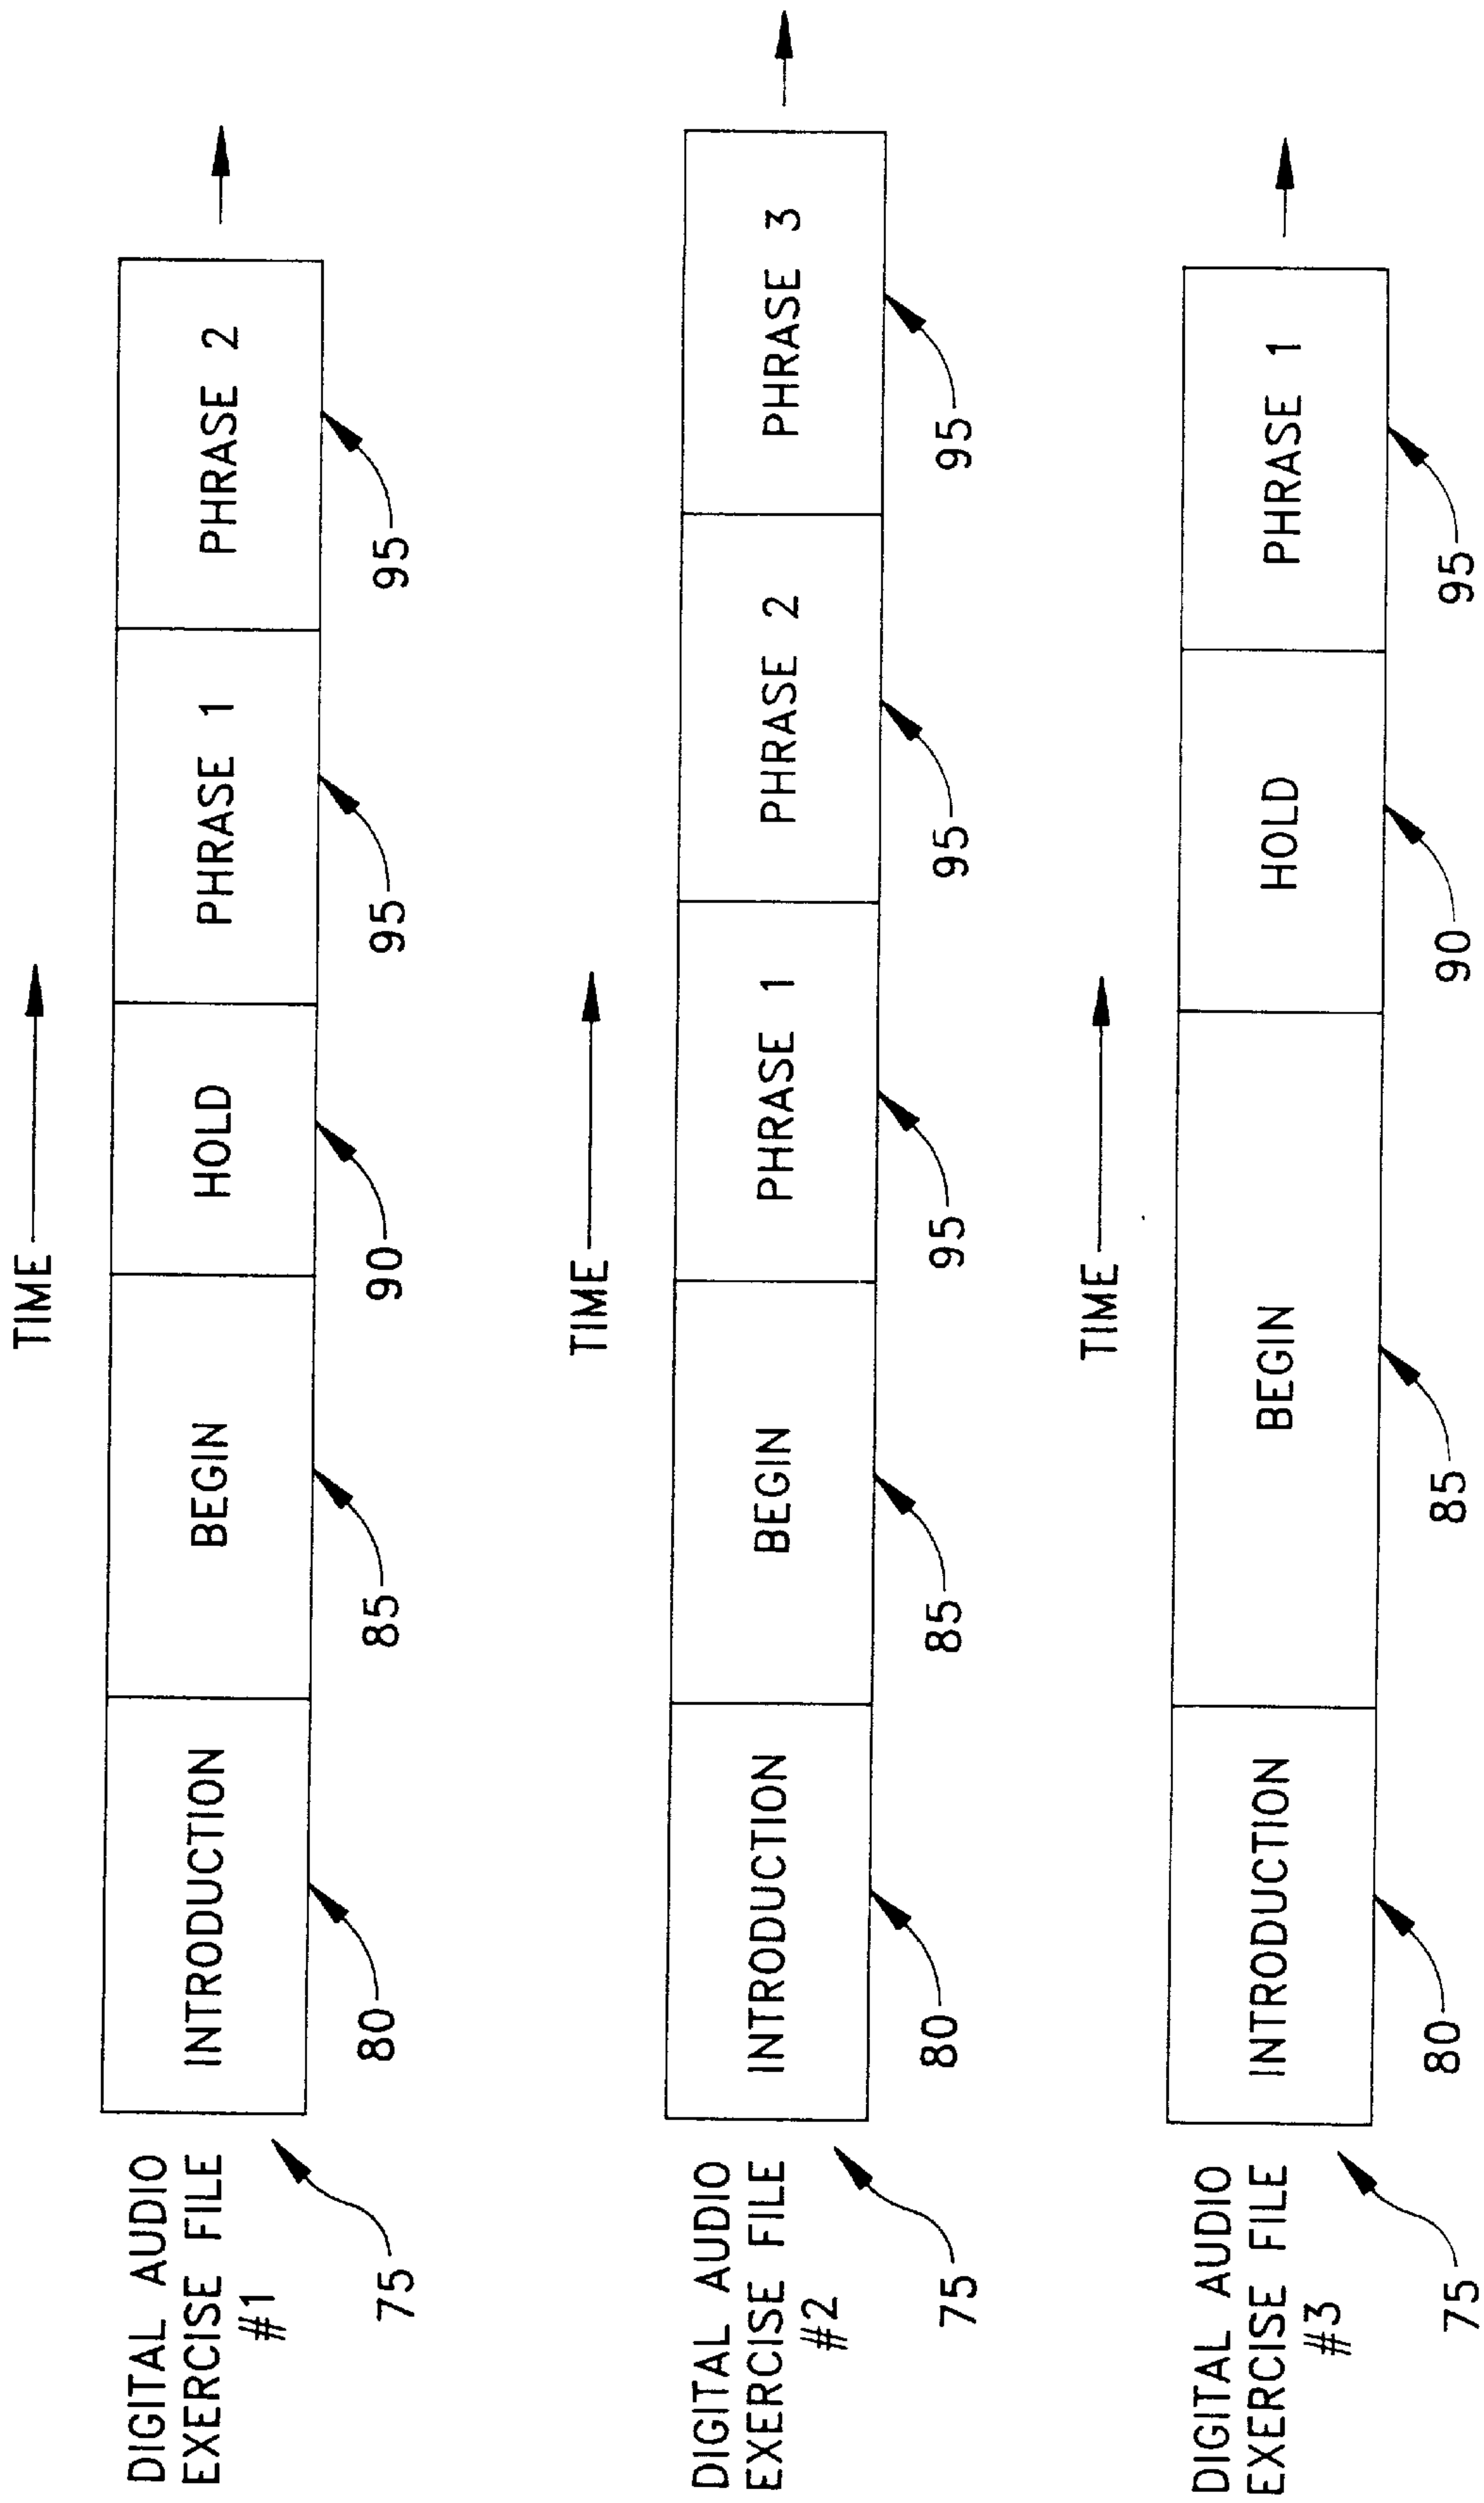 TIME
DIGITAL AUDIO
EXERCISE FILE
#1
INTRODUCTION
BEGIN
HOLD
PHRASE 1
PHRASE 2
75
80
85
90
95
95
TIME
DIGITAL AUDIO
EXERCISE FILE
#2
INTRODUCTION
BEGIN
PHRASE 1
PHRASE 2
PHRASE 3
75
80
85
95
95
95
TIME
DIGITAL AUDIO
EXERCISE FILE
#3
INTRODUCTION
BEGIN
HOLD
PHRASE 1
75
80
85
90
95